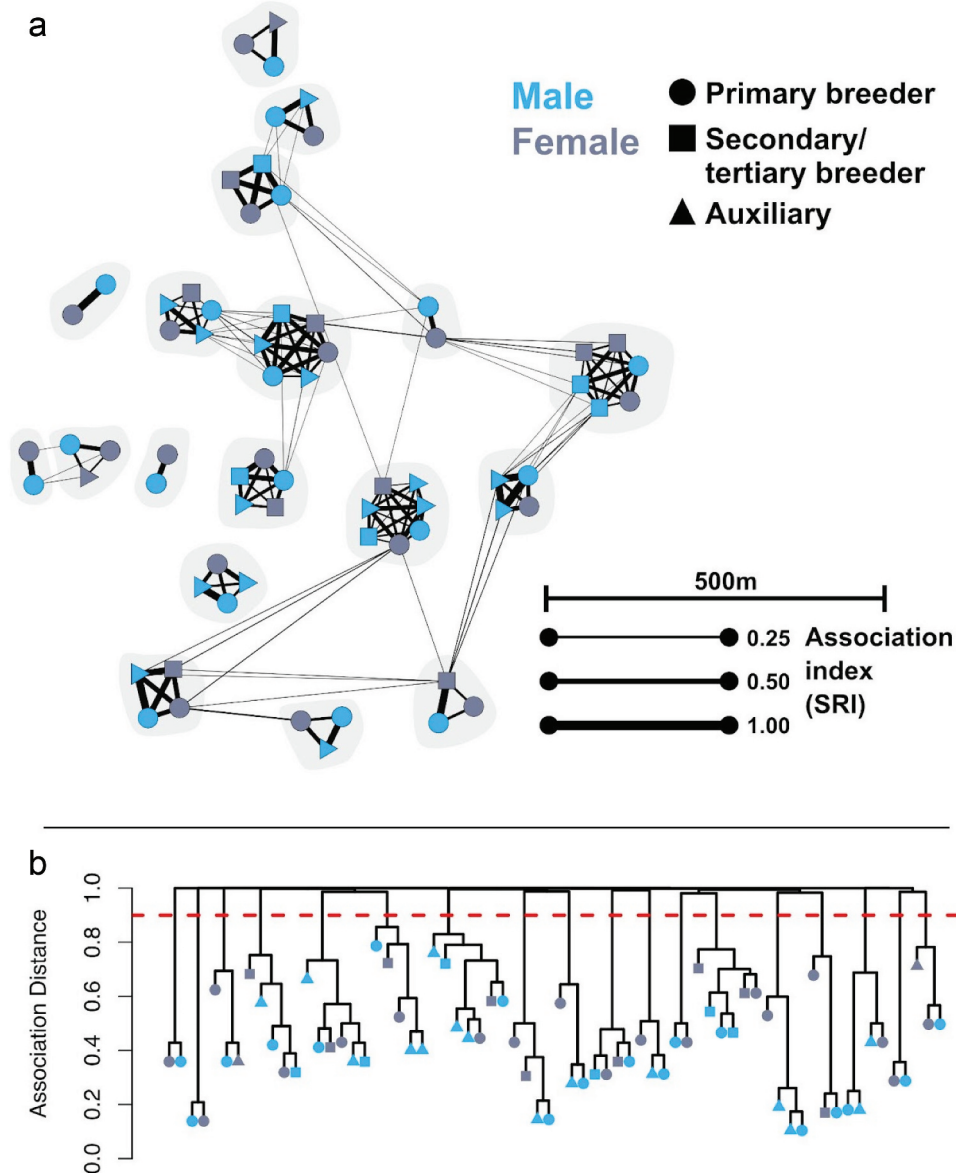 a
Male
Female
Primary breeder
Secondary/
tertiary breeder
Auxiliary
500m
0.25
0.50
1.00
Association
index
(SRI)
b
Association Distance
1.0
0.8
0.6
0.4
0.2
0.0